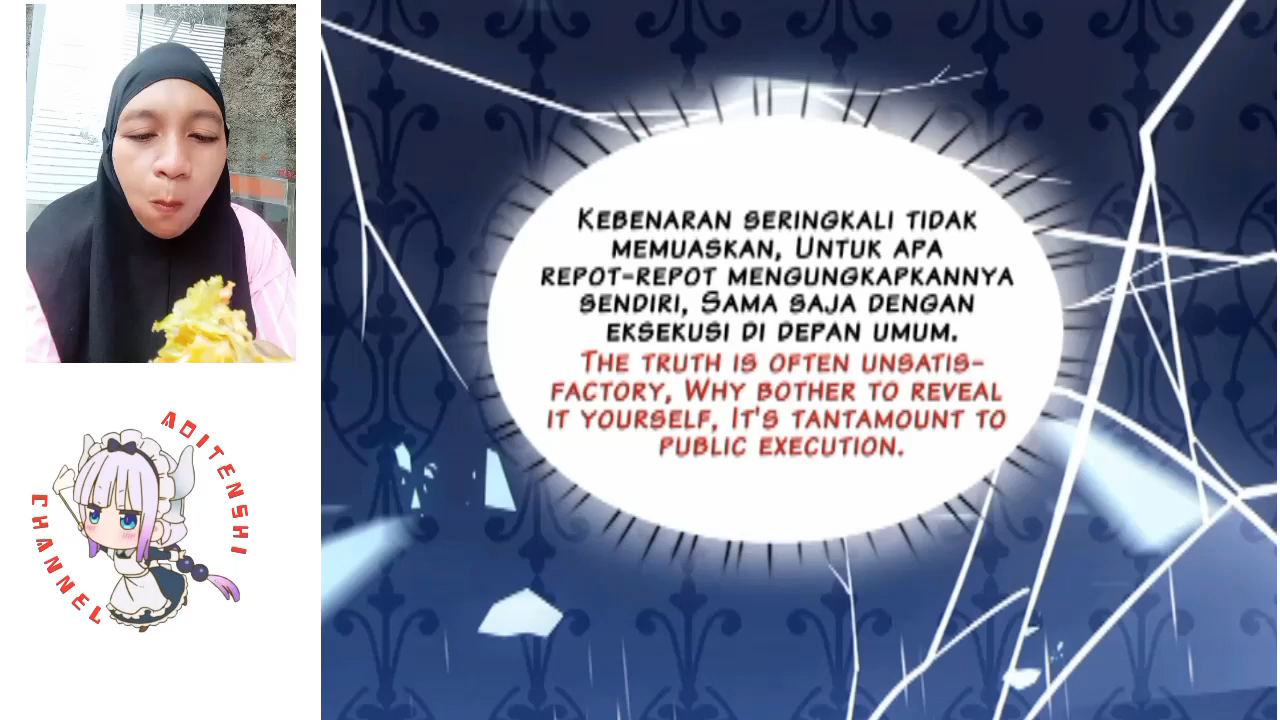 KEBENARAN SERINGKALI TIDAK
MEMUASKAN, UNTUK APA
REPOT-REPOT MENGUNGKAPKANNYA
SENDIRI, SAMA SAJA DENGAN
EKSEKUSI DI DEPAN UMUM.
THE TRUTH IS OFTEN UNSATIS-
FACTORY, WHY BOTHER TO REVEAL
IT YOURSELF, IT'S TANTAMOUNT TO
PUBLIC EXECUTION.
AOITENSHI
CHANNEL